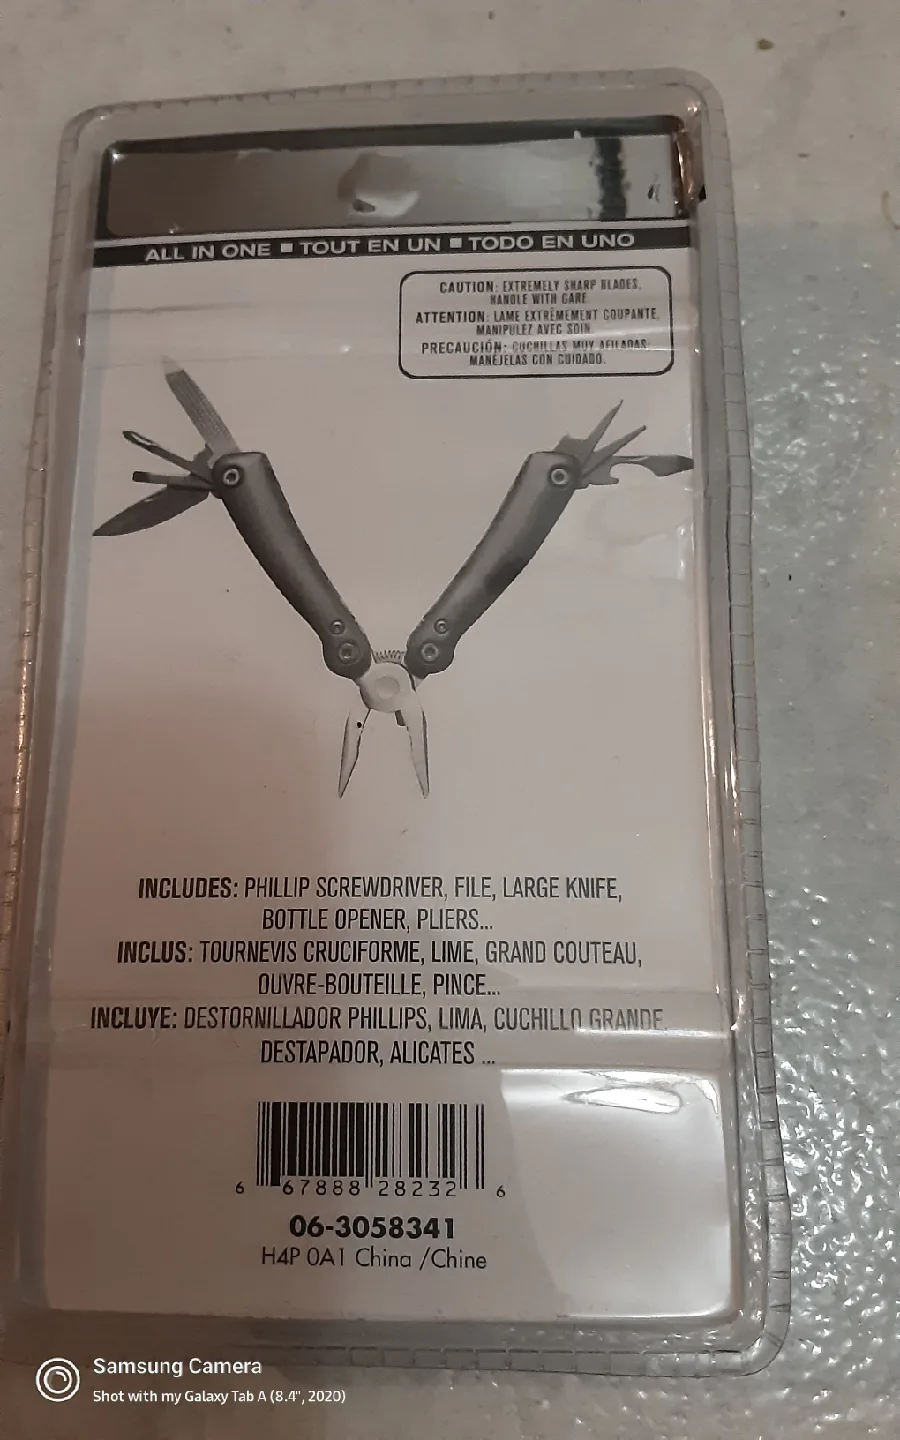 ALL IN ONE ■ TOUT EN UN ■ TODO EN UNO
CAUTION: EXTREMELY SHARP BLADES,
HANDLE WITH CARE.
ATTENTION: LAME EXTRÊMEMENT COUPANTE,
MANIPULEZ AVEC SOIN.
PRECAUCIÓN: CUCHILLAS MUY AFILADAS;
MANÉJELAS CON CUIDADO.
INCLUDES: PHILLIP SCREWDRIVER, FILE, LARGE KNIFE,
BOTTLE OPENER, PLIERS...
INCLUS: TOURNEVIS CRUCIFORME, LIME, GRAND COUTEAU,
OUVRE-BOUTEILLE, PINCE...
INCLUYE: DESTORNILLADOR PHILLIPS, LIMA, CUCHILLO GRANDE,
DESTAPADOR, ALICATES ...
6 67888 28232 6
06-3058341
H4P 0A1 China /Chine
Samsung Camera
Shot with my Galaxy Tab A (8.4", 2020)